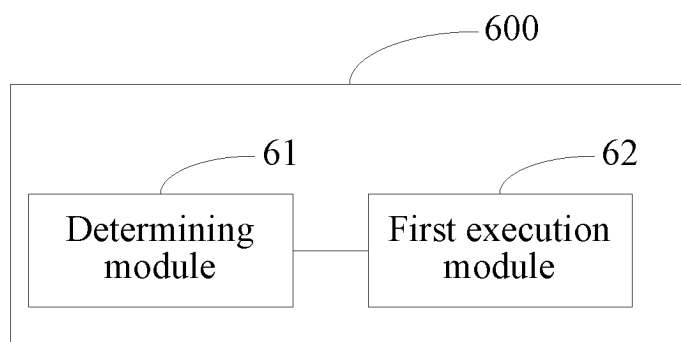 600
61
62
Determining
module
First execution
module